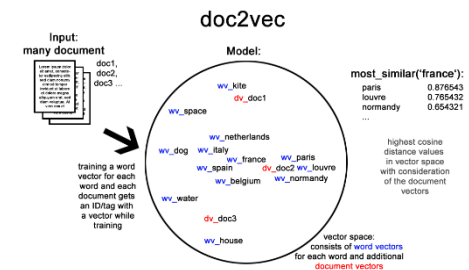 doc2vec
Input:
many document
doc1,
doc2,
doc3 ...
training a word
vector for each
word and each
document gets
an ID/tag with
a vector while
training
Model:
wv_kite
dv_doc1
wv_space
wv_netherlands
wv_dog
wv_italy
wv_france
wv_paris
wv_spain
dv_doc2
wv_louvre
wv_belgium
wv_normandy
wv_water
dv_doc3
wv_house
vector space:
consists of word vectors
for each word and additional
document vectors
most_similar('france'):
paris 0.876543
louvre 0.765432
normandy 0.654321
...
highest cosine
distance values
in vector space
with consideration
of the document
vectors